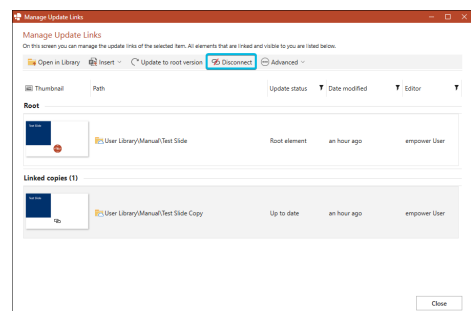 Manage Update Links
Manage Update Links
On this screen you can manage the update links of the selected item. All elements that are linked and visible to you are listed below.
Open in Library Insert Update to root version Disconnect Advanced
Thumbnail Path Update status Date modified Editor
Root
Test Slide
User Library\Manual\Test Slide Root element an hour ago empower User
Linked copies (1)
Test Slide
User Library\Manual\Test Slide Copy Up to date an hour ago empower User
Close